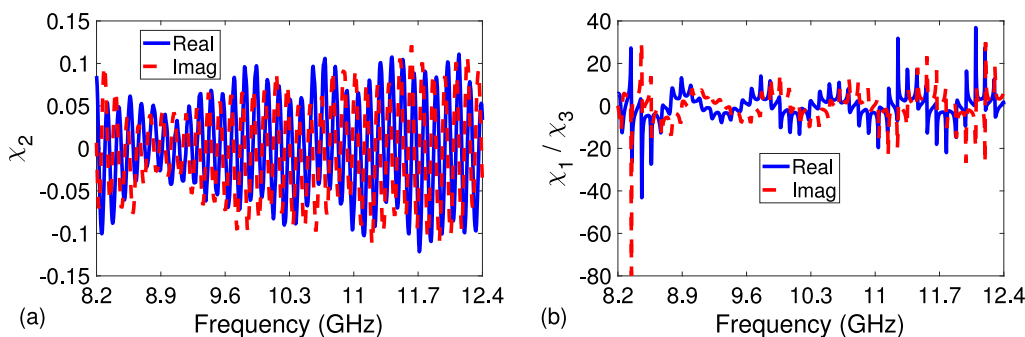 0.15
0.1
0.05
0
-0.05
-0.1
-0.15
χ2
Real
Imag
8.2 8.9 9.6 10.3 11 11.7 12.4
(a) Frequency (GHz)
40
20
0
-20
-40
-60
-80
χ1 / χ3
Real
Imag
8.2 8.9 9.6 10.3 11 11.7 12.4
(b) Frequency (GHz)